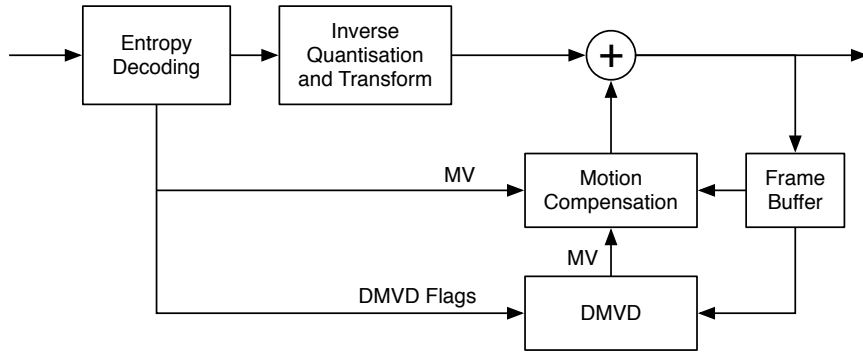 Entropy
Decoding
Inverse
Quantisation
and Transform
+
MV
Motion
Compensation
Frame
Buffer
MV
DMVD Flags
DMVD